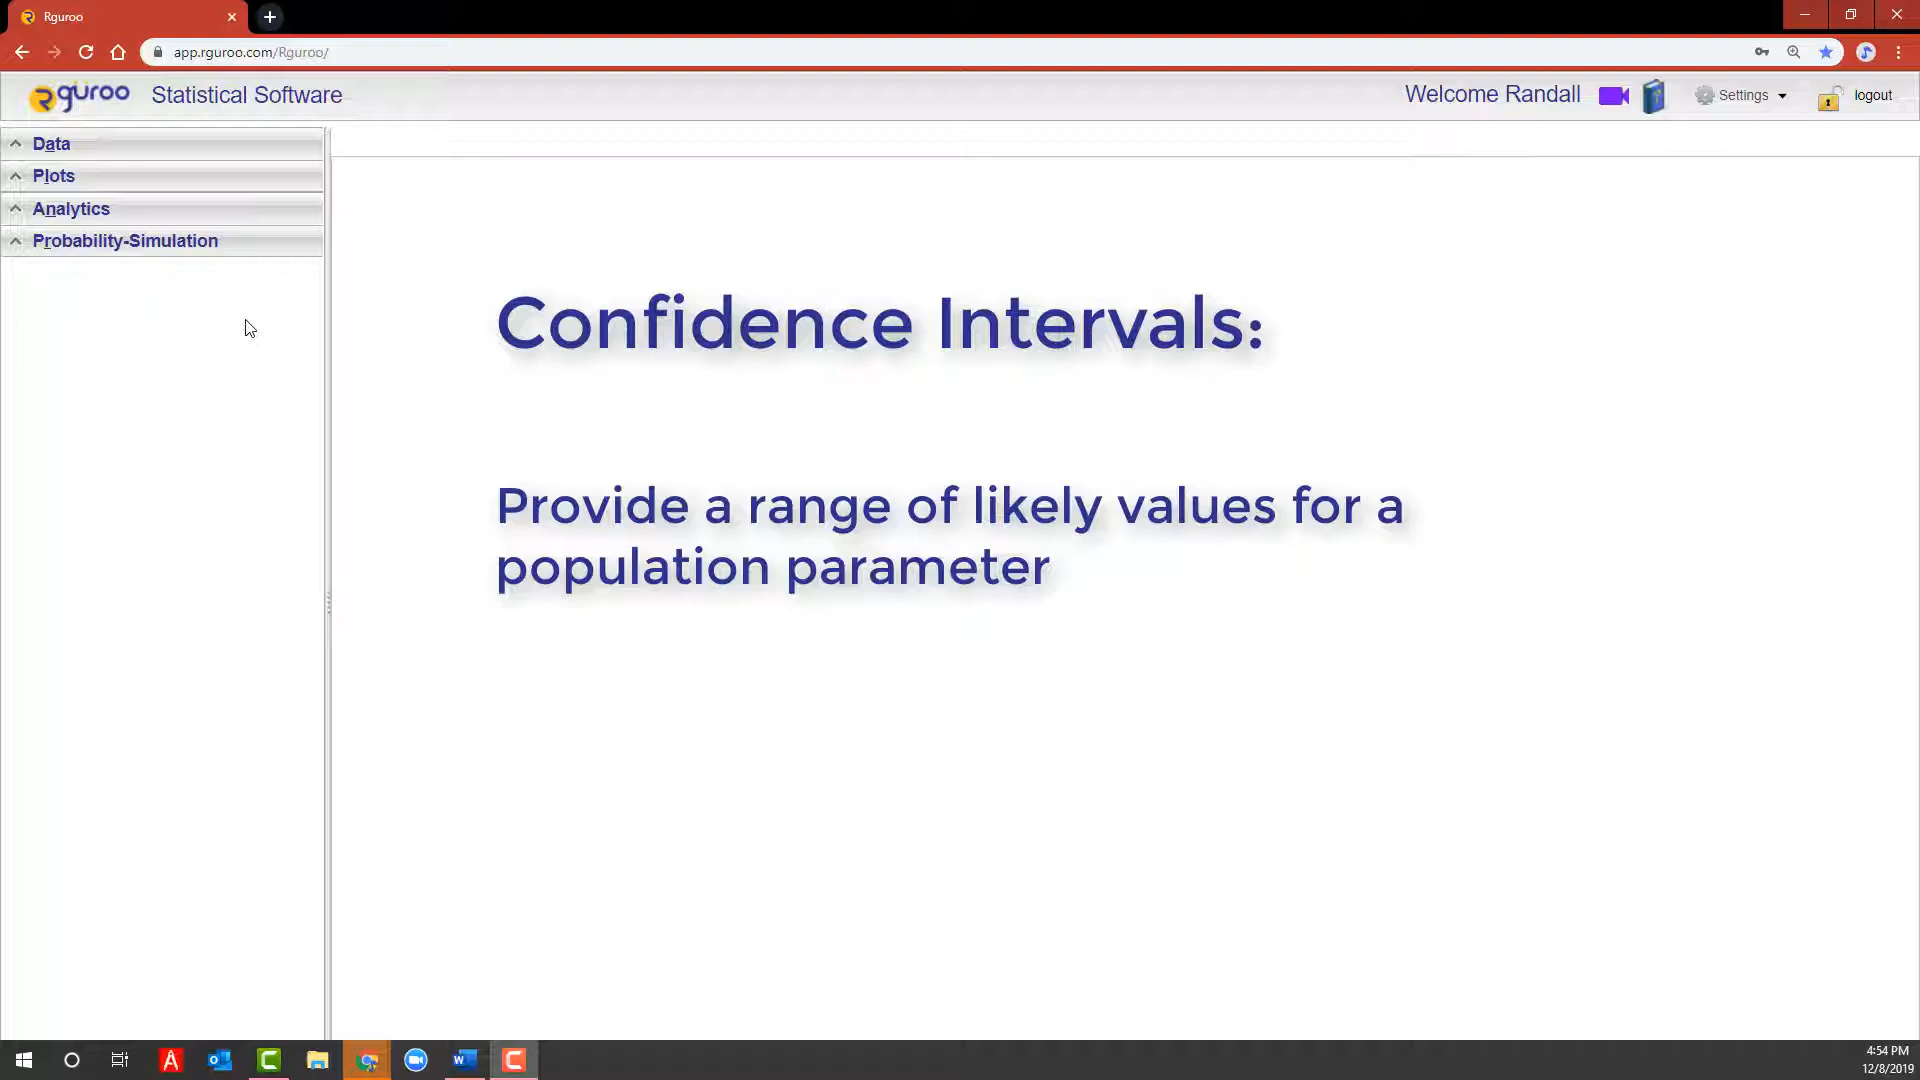 Rguroo
app.rguroo.com/Rguroo/
rguroo Statistical Software
Welcome Randall
Settings
logout
Data
Plots
Analytics
Probability-Simulation
Confidence Intervals:
Provide a range of likely values for a
population parameter
4:54 PM
12/8/2019